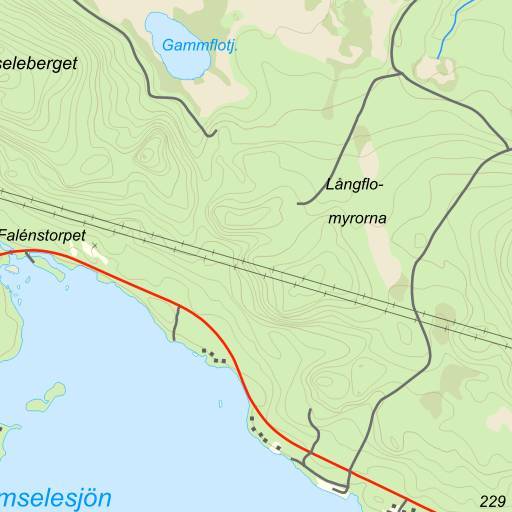 Gammflotj.
seleberget
Långflo-
myrorna
Falénstorpet
mselesjön
229